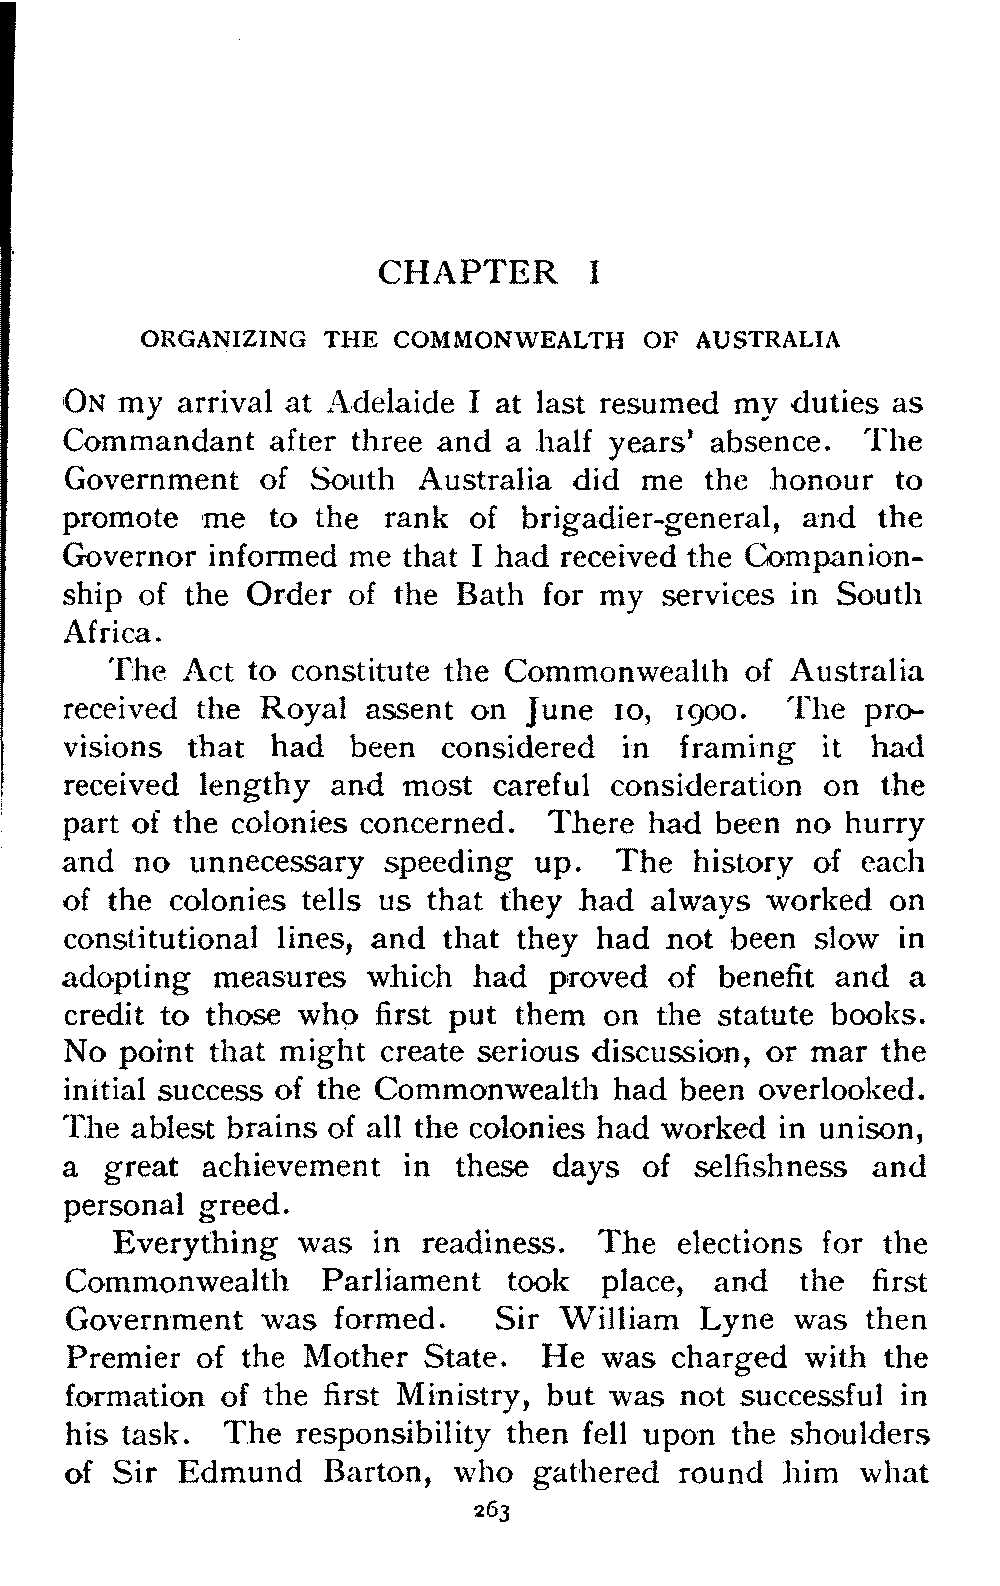 CHAPTER I
ORGANIZING THE COMMONWEALTH OF AUSTRALIA
ON my arrival at Adelaide I at last resumed my duties as
Commandant after three and a half years' absence. The
Government of South Australia did me the honour to
promote me to the rank of brigadier-general, and the
Governor informed me that I had received the Companion-
ship of the Order of the Bath for my services in South
Africa.
The Act to constitute the Commonwealth of Australia
received the Royal assent on June 10, 1900. The pro-
visions that had been considered in framing it had
received lengthy and most careful consideration on the
part of the colonies concerned. There had been no hurry
and no unnecessary speeding up. The history of each
of the colonies tells us that they had always worked on
constitutional lines, and that they had not been slow in
adopting measures which had proved of benefit and a
credit to those who first put them on the statute books.
No point that might create serious discussion, or mar the
initial success of the Commonwealth had been overlooked.
The ablest brains of all the colonies had worked in unison,
a great achievement in these days of selfishness and
personal greed.
Everything was in readiness. The elections for the
Commonwealth Parliament took place, and the first
Government was formed. Sir William Lyne was then
Premier of the Mother State. He was charged with the
formation of the first Ministry, but was not successful in
his task. The responsibility then fell upon the shoulders
of Sir Edmund Barton, who gathered round him what
263